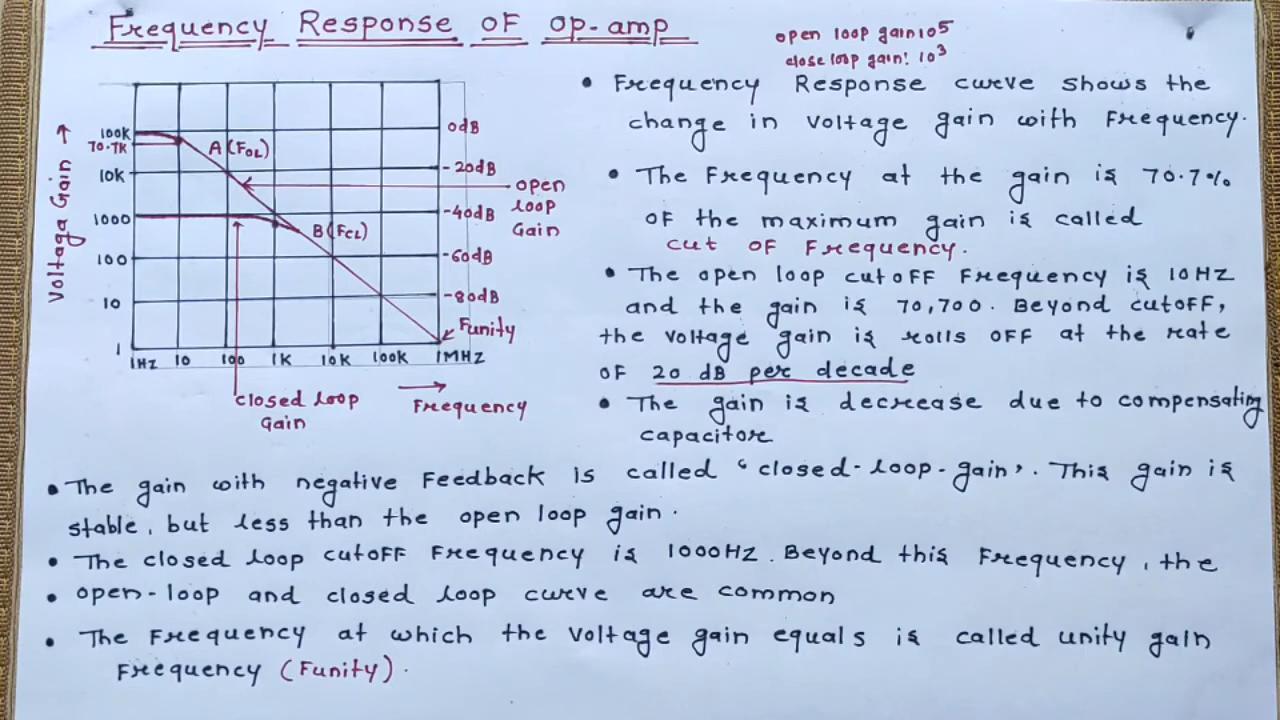 Frequency Response OF op-amp
open loop gain 10⁵
close loop gain! 10³
Voltaga Gain →
100K
70.7K
10K
1000
100
10
1
A (FOL)
B (FCL)
0dB
-20dB
-40dB
-60dB
-80dB
open
loop
Gain
Funity
1HZ 10 100 1K 10K 100k 1MHZ
closed loop
Gain
→
Frequency
• Frequency Response curve shows the
change in voltage gain with Frequency.
• The Frequency at the gain is 70.7%
OF the maximum gain is called
cut OF Frequency.
• The open loop cutoFF Frequency is 10HZ
and the gain is 70,700. Beyond cutoFF,
the voltage gain is rolls OFF at the rate
OF 20 dB per decade
• The gain is decrease due to compensating
capacitor
• The gain with negative Feedback is called "closed-loop-gain". This gain is
stable, but less than the open loop gain.
• The closed loop cutoFF Frequency is 1000HZ. Beyond this Frequency, the
• open-loop and closed loop curve are common
• The Frequency at which the voltage gain equals is called unity gain
Frequency (Funity).